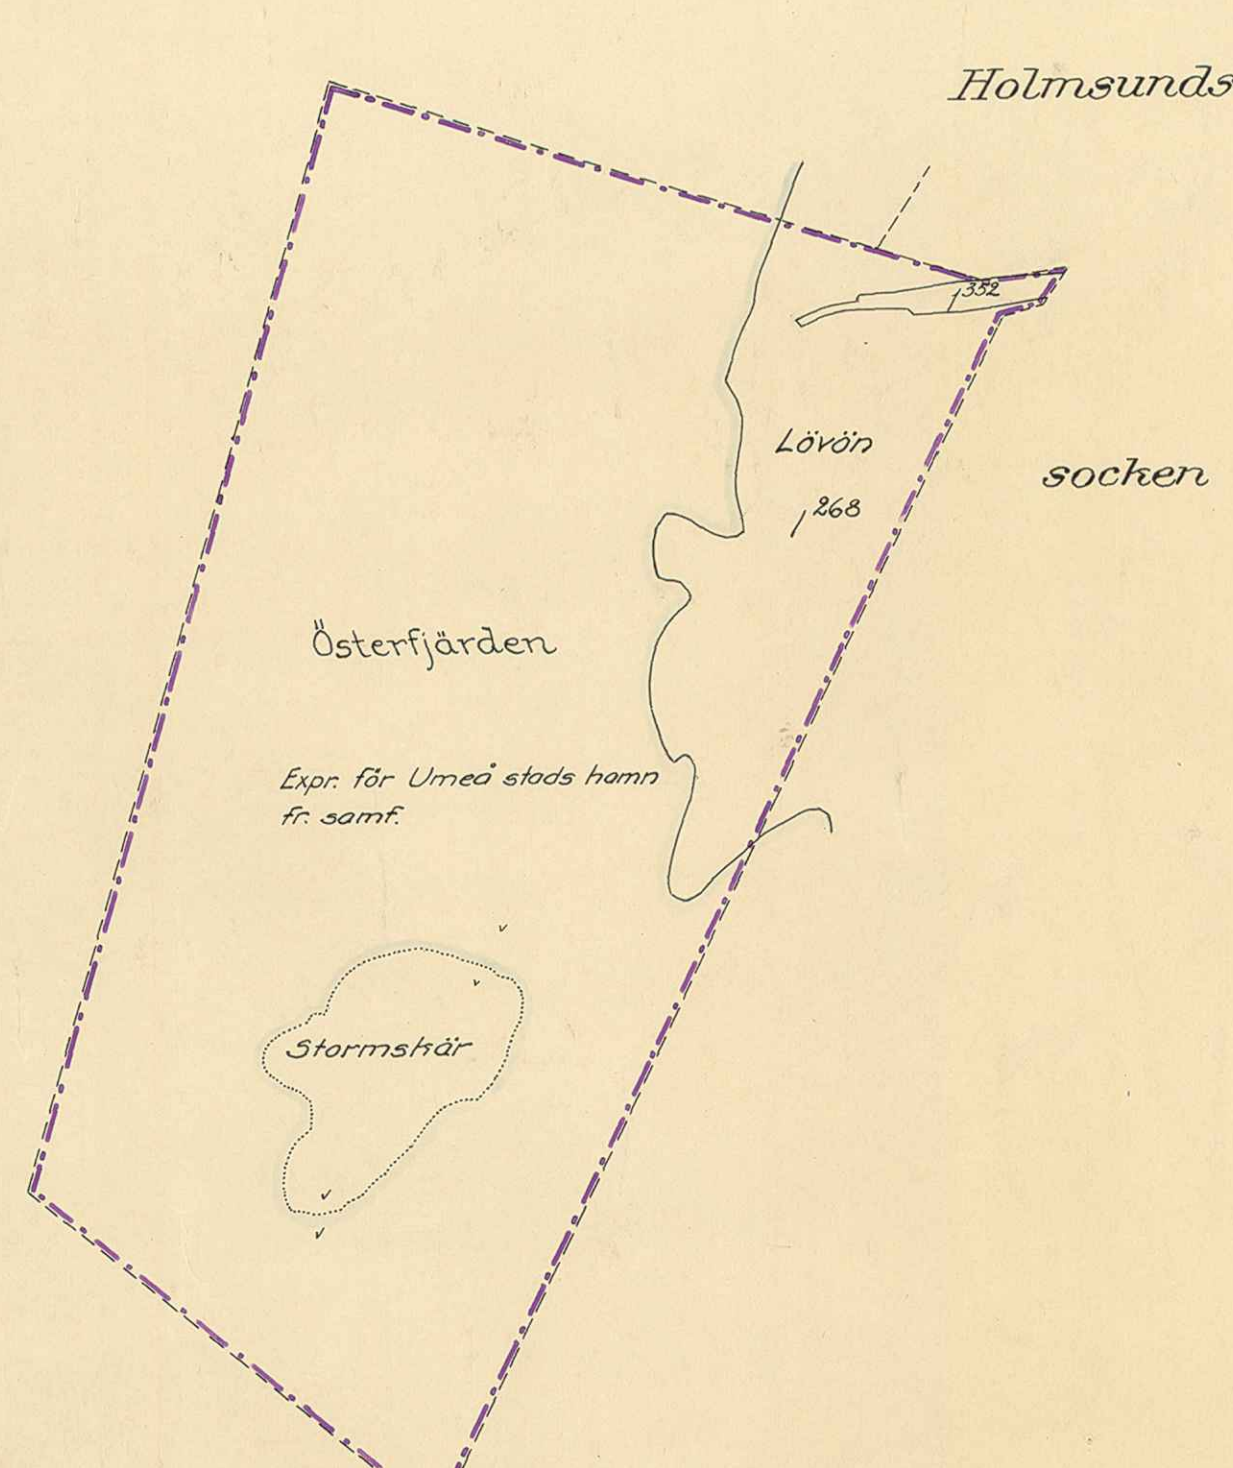 Holmsunds
352
Lövön
268
socken
Österfjärden
Expr. för Umeå stads hamn
fr. samf.
Stormskär